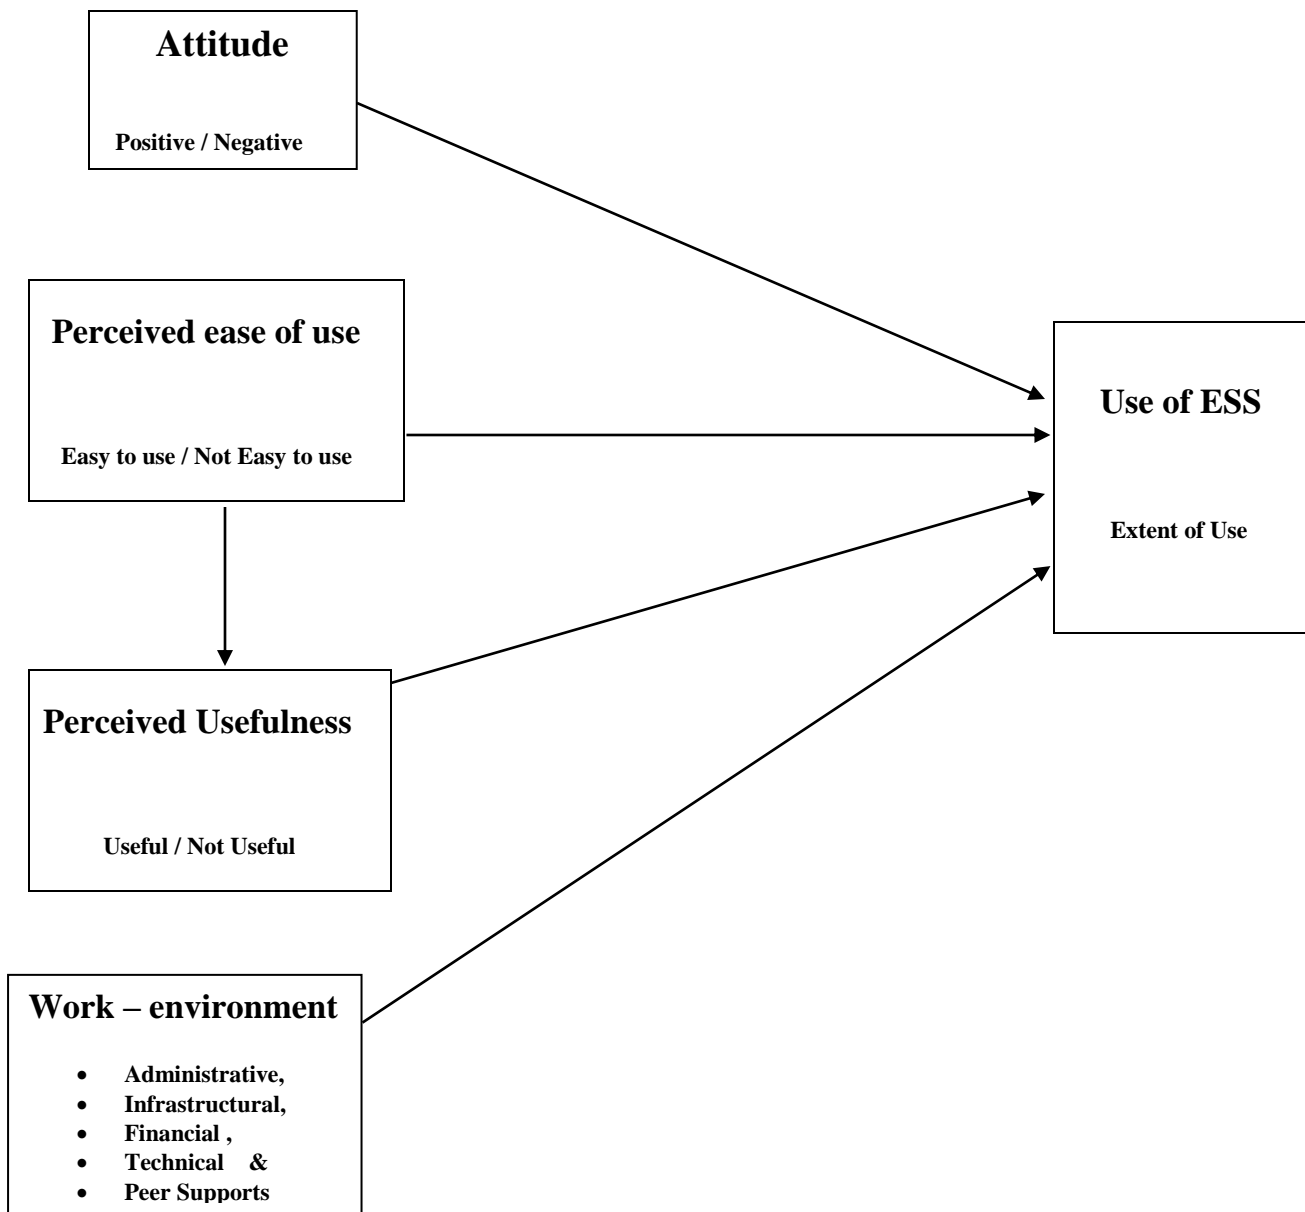 Attitude
Positive / Negative
Perceived ease of use
Easy to use / Not Easy to use
Use of ESS
Extent of Use
Perceived Usefulness
Useful / Not Useful
Work – environment
• Administrative,
• Infrastructural,
• Financial ,
• Technical &
• Peer Supports